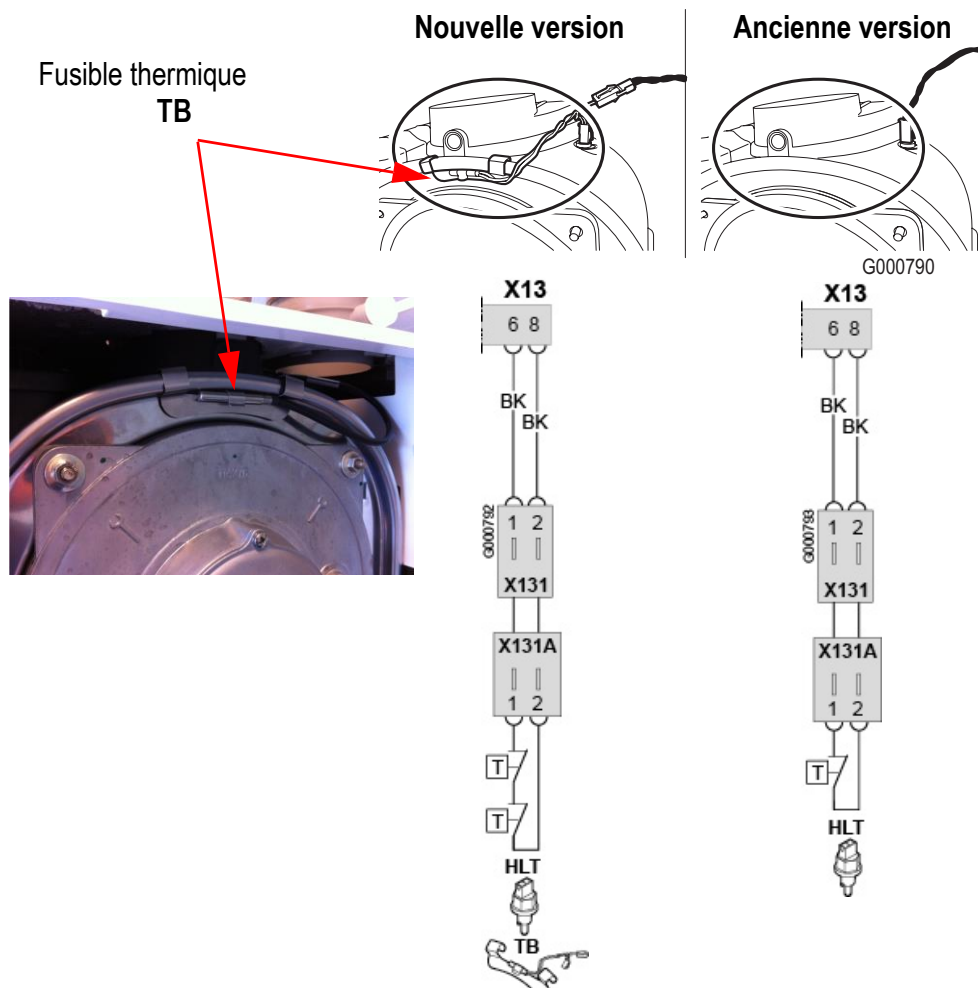 Nouvelle version
Ancienne version
Fusible thermique
TB
G000790
X13
6 8
BK
BK
G000792
1 2
X131
X131A
1 2
T
T
HLT
TB
X13
6 8
BK
BK
G000793
1 2
X131
X131A
1 2
T
HLT